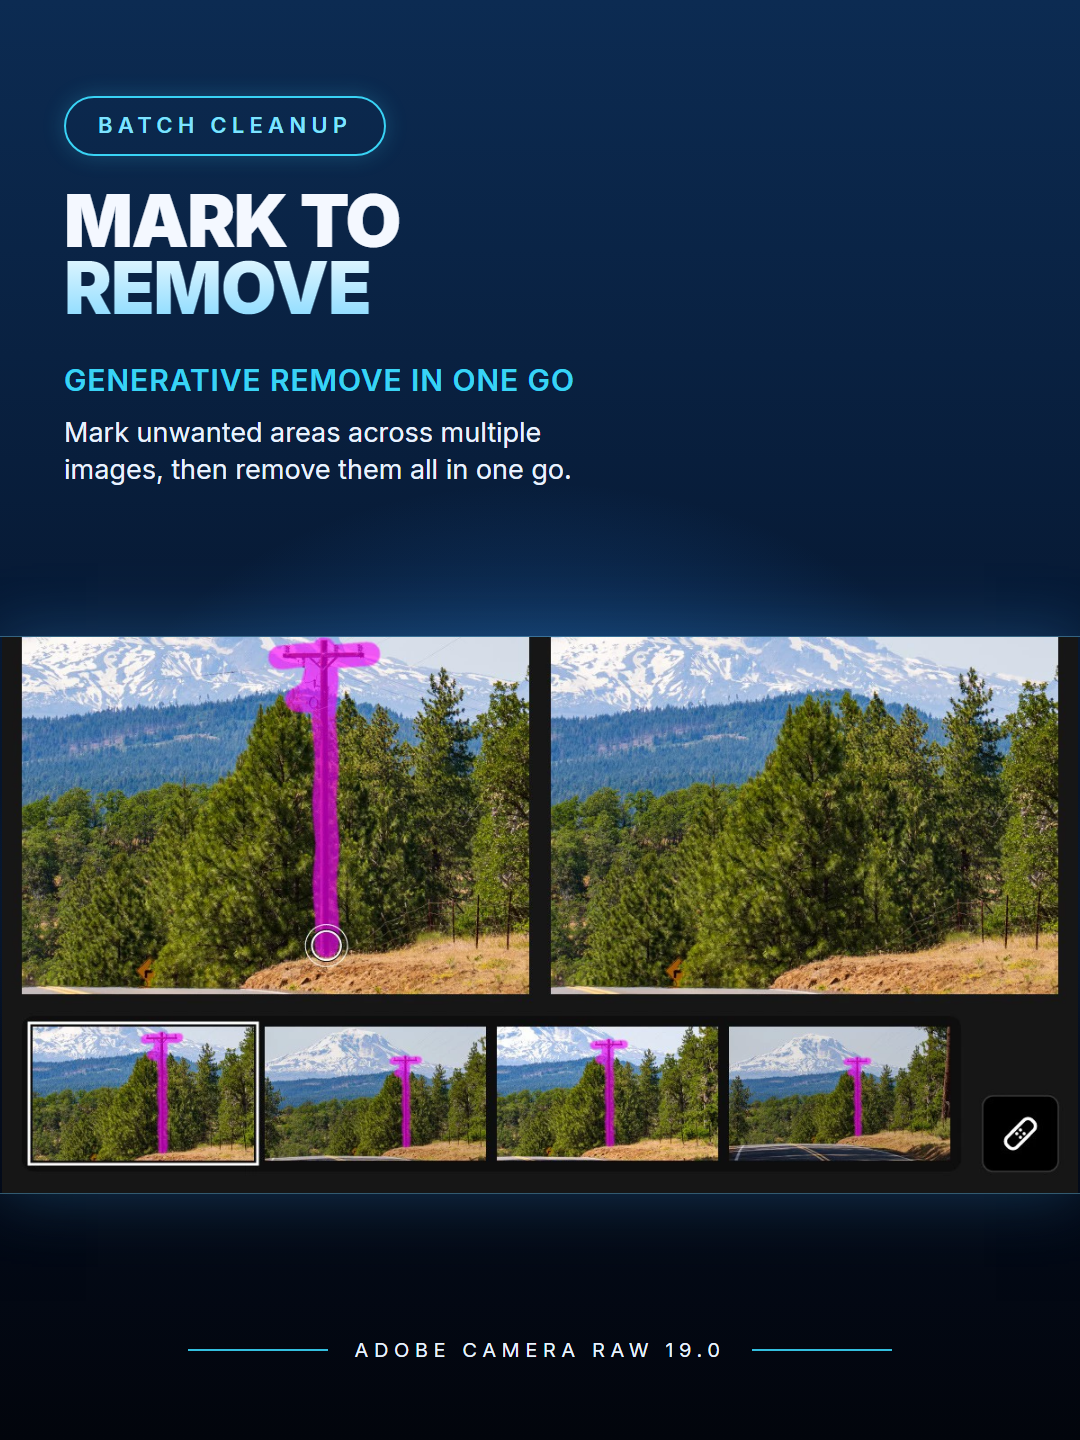 BATCH CLEANUP
MARK TO
REMOVE
GENERATIVE REMOVE IN ONE GO
Mark unwanted areas across multiple
images, then remove them all in one go.
ADOBE CAMERA RAW 19.0